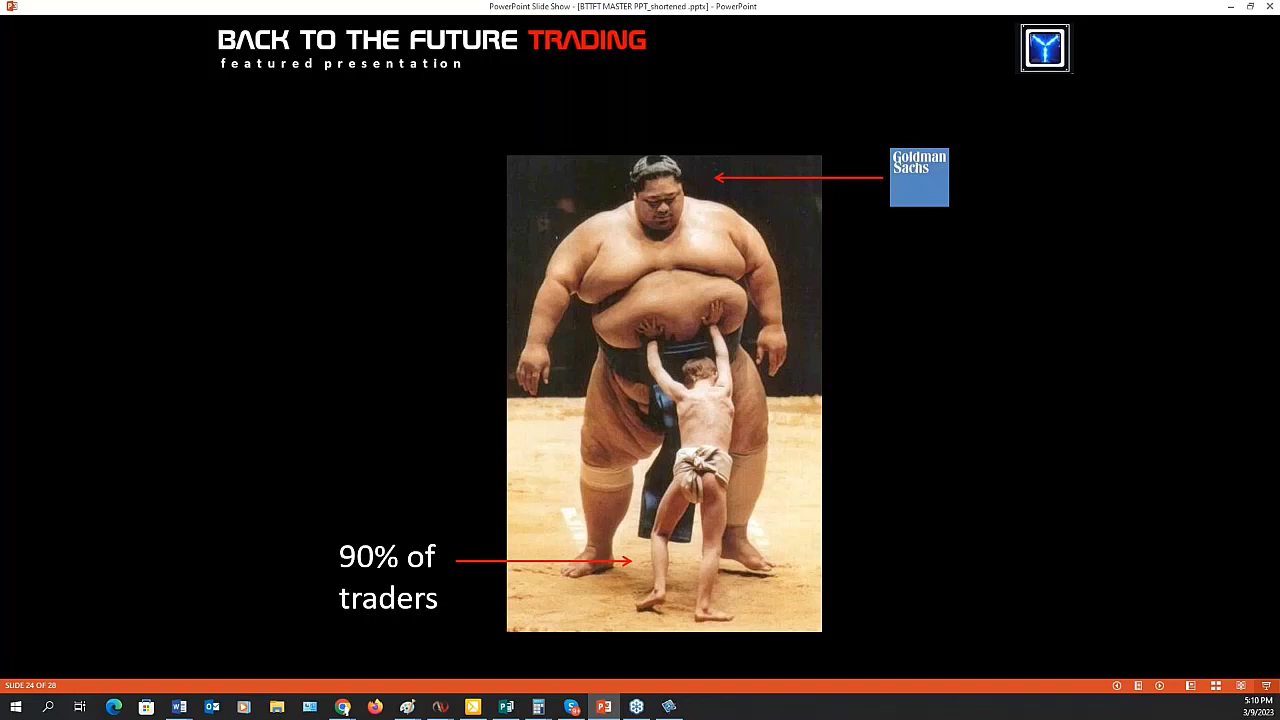 PowerPoint Slide Show - [BTTFT MASTER PPT_shortened .pptx] - PowerPoint
BACK TO THE FUTURE TRADING
featured presentation
Goldman
Sachs
90% of
traders
SLIDE 24 OF 28
5:10 PM
3/9/2023